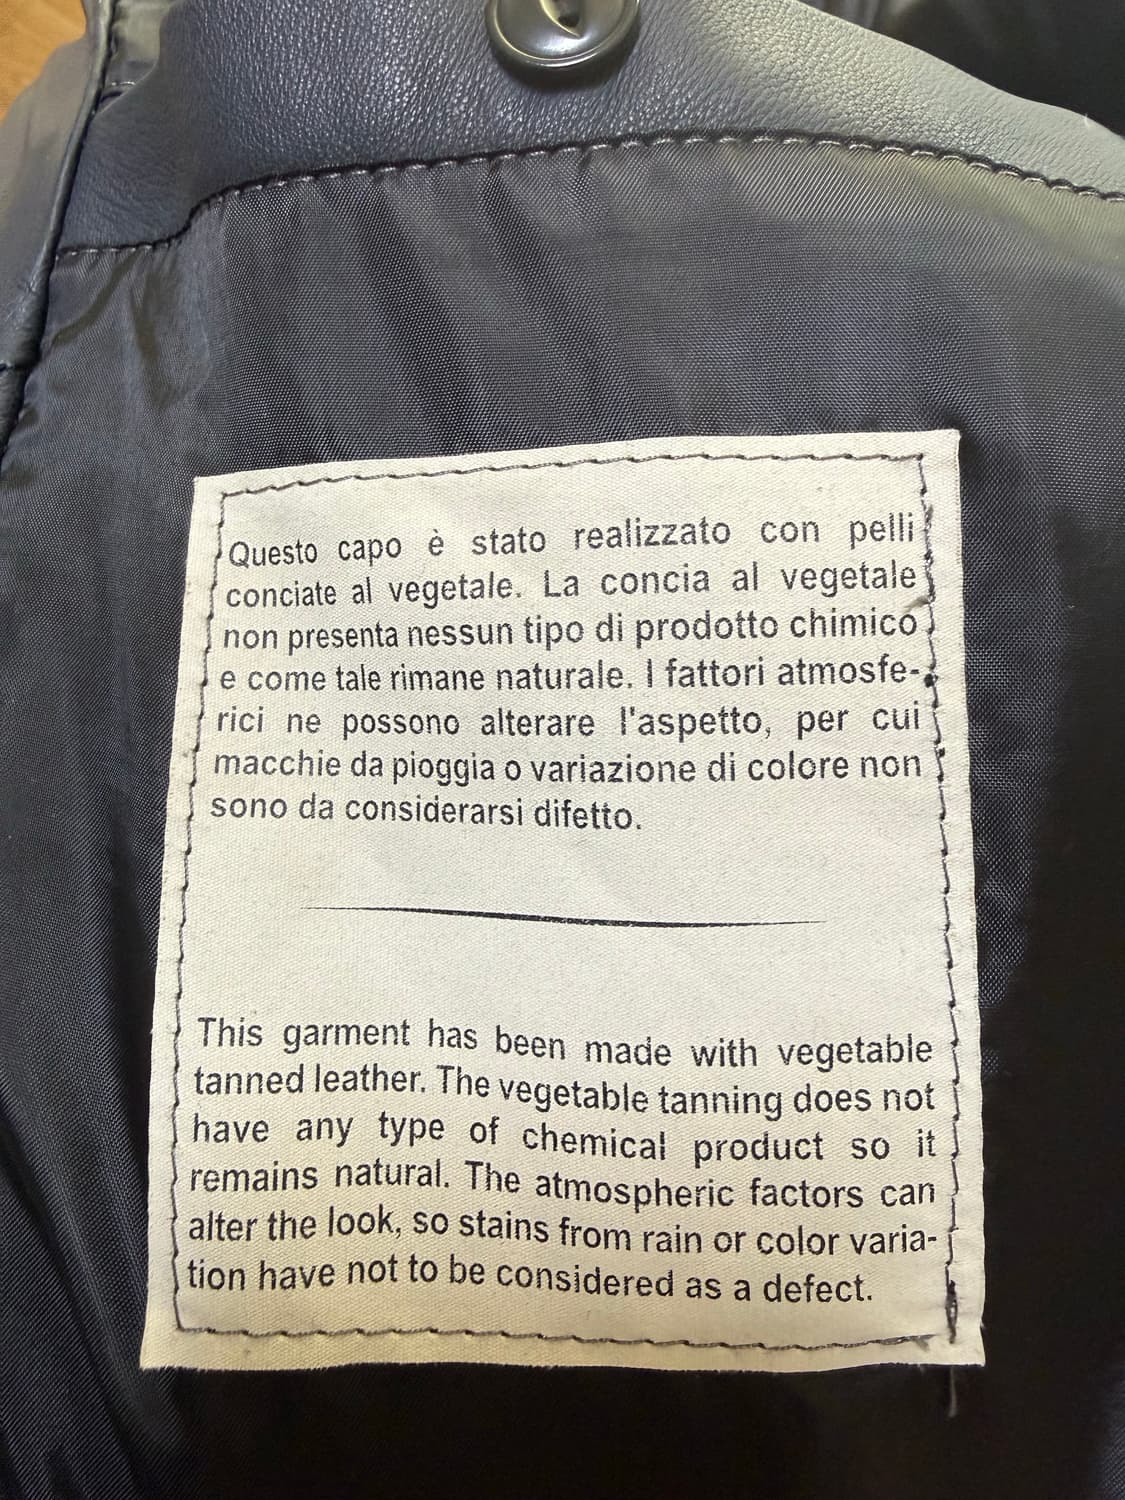 Questo capo è stato realizzato con pelli
conciate al vegetale. La concia al vegetale
non presenta nessun tipo di prodotto chimico
e come tale rimane naturale. I fattori atmosfe-
rici ne possono alterare l'aspetto, per cui
macchie da pioggia o variazione di colore non
sono da considerarsi difetto.
This garment has been made with vegetable
tanned leather. The vegetable tanning does not
have any type of chemical product so it
remains natural. The atmospheric factors can
alter the look, so stains from rain or color varia-
tion have not to be considered as a defect.